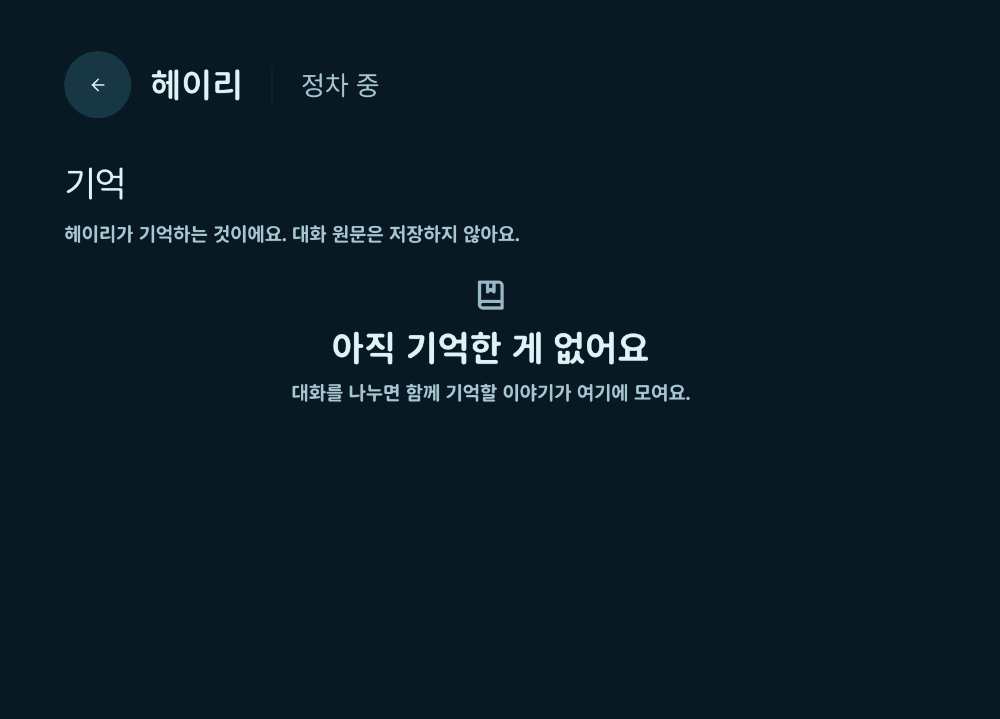 헤이리
정차 중
기억
헤이리가 기억하는 것이에요. 대화 원문은 저장하지 않아요.
아직 기억한 게 없어요
대화를 나누면 함께 기억할 이야기가 여기에 모여요.